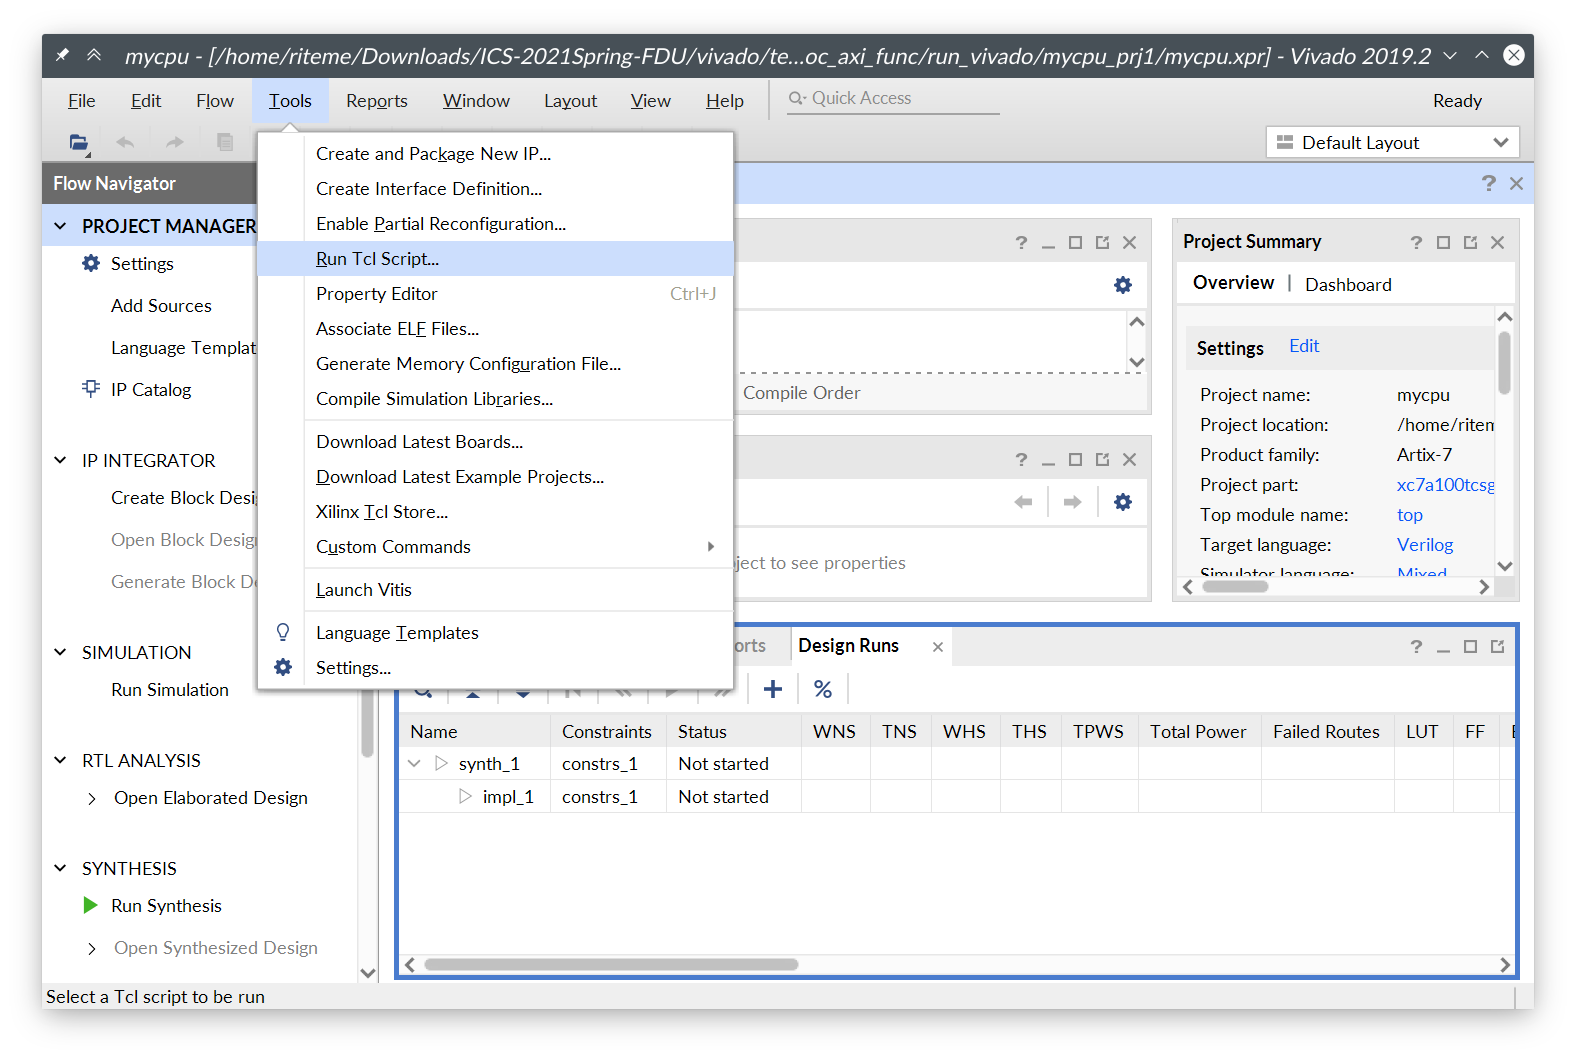 mycpu - [/home/riteme/Downloads/ICS-2021Spring-FDU/vivado/te...oc_axi_func/run_vivado/mycpu_prj1/mycpu.xpr] - Vivado 2019.2
File Edit Flow Tools Reports Window Layout View Help Quick Access Ready
Default Layout
Flow Navigator
PROJECT MANAGER
Settings
Add Sources
Language Templat
IP Catalog
IP INTEGRATOR
Create Block Desi
Open Block Desig
Generate Block De
SIMULATION
Run Simulation
RTL ANALYSIS
Open Elaborated Design
SYNTHESIS
Run Synthesis
Open Synthesized Design
Create and Package New IP...
Create Interface Definition...
Enable Partial Reconfiguration...
Run Tcl Script...
Property Editor Ctrl+J
Associate ELF Files...
Generate Memory Configuration File...
Compile Simulation Libraries...
Download Latest Boards...
Download Latest Example Projects...
Xilinx Tcl Store...
Custom Commands
Launch Vitis
Language Templates
Settings...
Compile Order
ject to see properties
Project Summary
Overview | Dashboard
Settings Edit
Project name: mycpu
Project location: /home/ritem
Product family: Artix-7
Project part: xc7a100tcsg
Top module name: top
Target language: Verilog
Simulator language: Mixed
orts Design Runs
Name Constraints Status WNS TNS WHS THS TPWS Total Power Failed Routes LUT FF
synth_1 constrs_1 Not started
impl_1 constrs_1 Not started
Select a Tcl script to be run